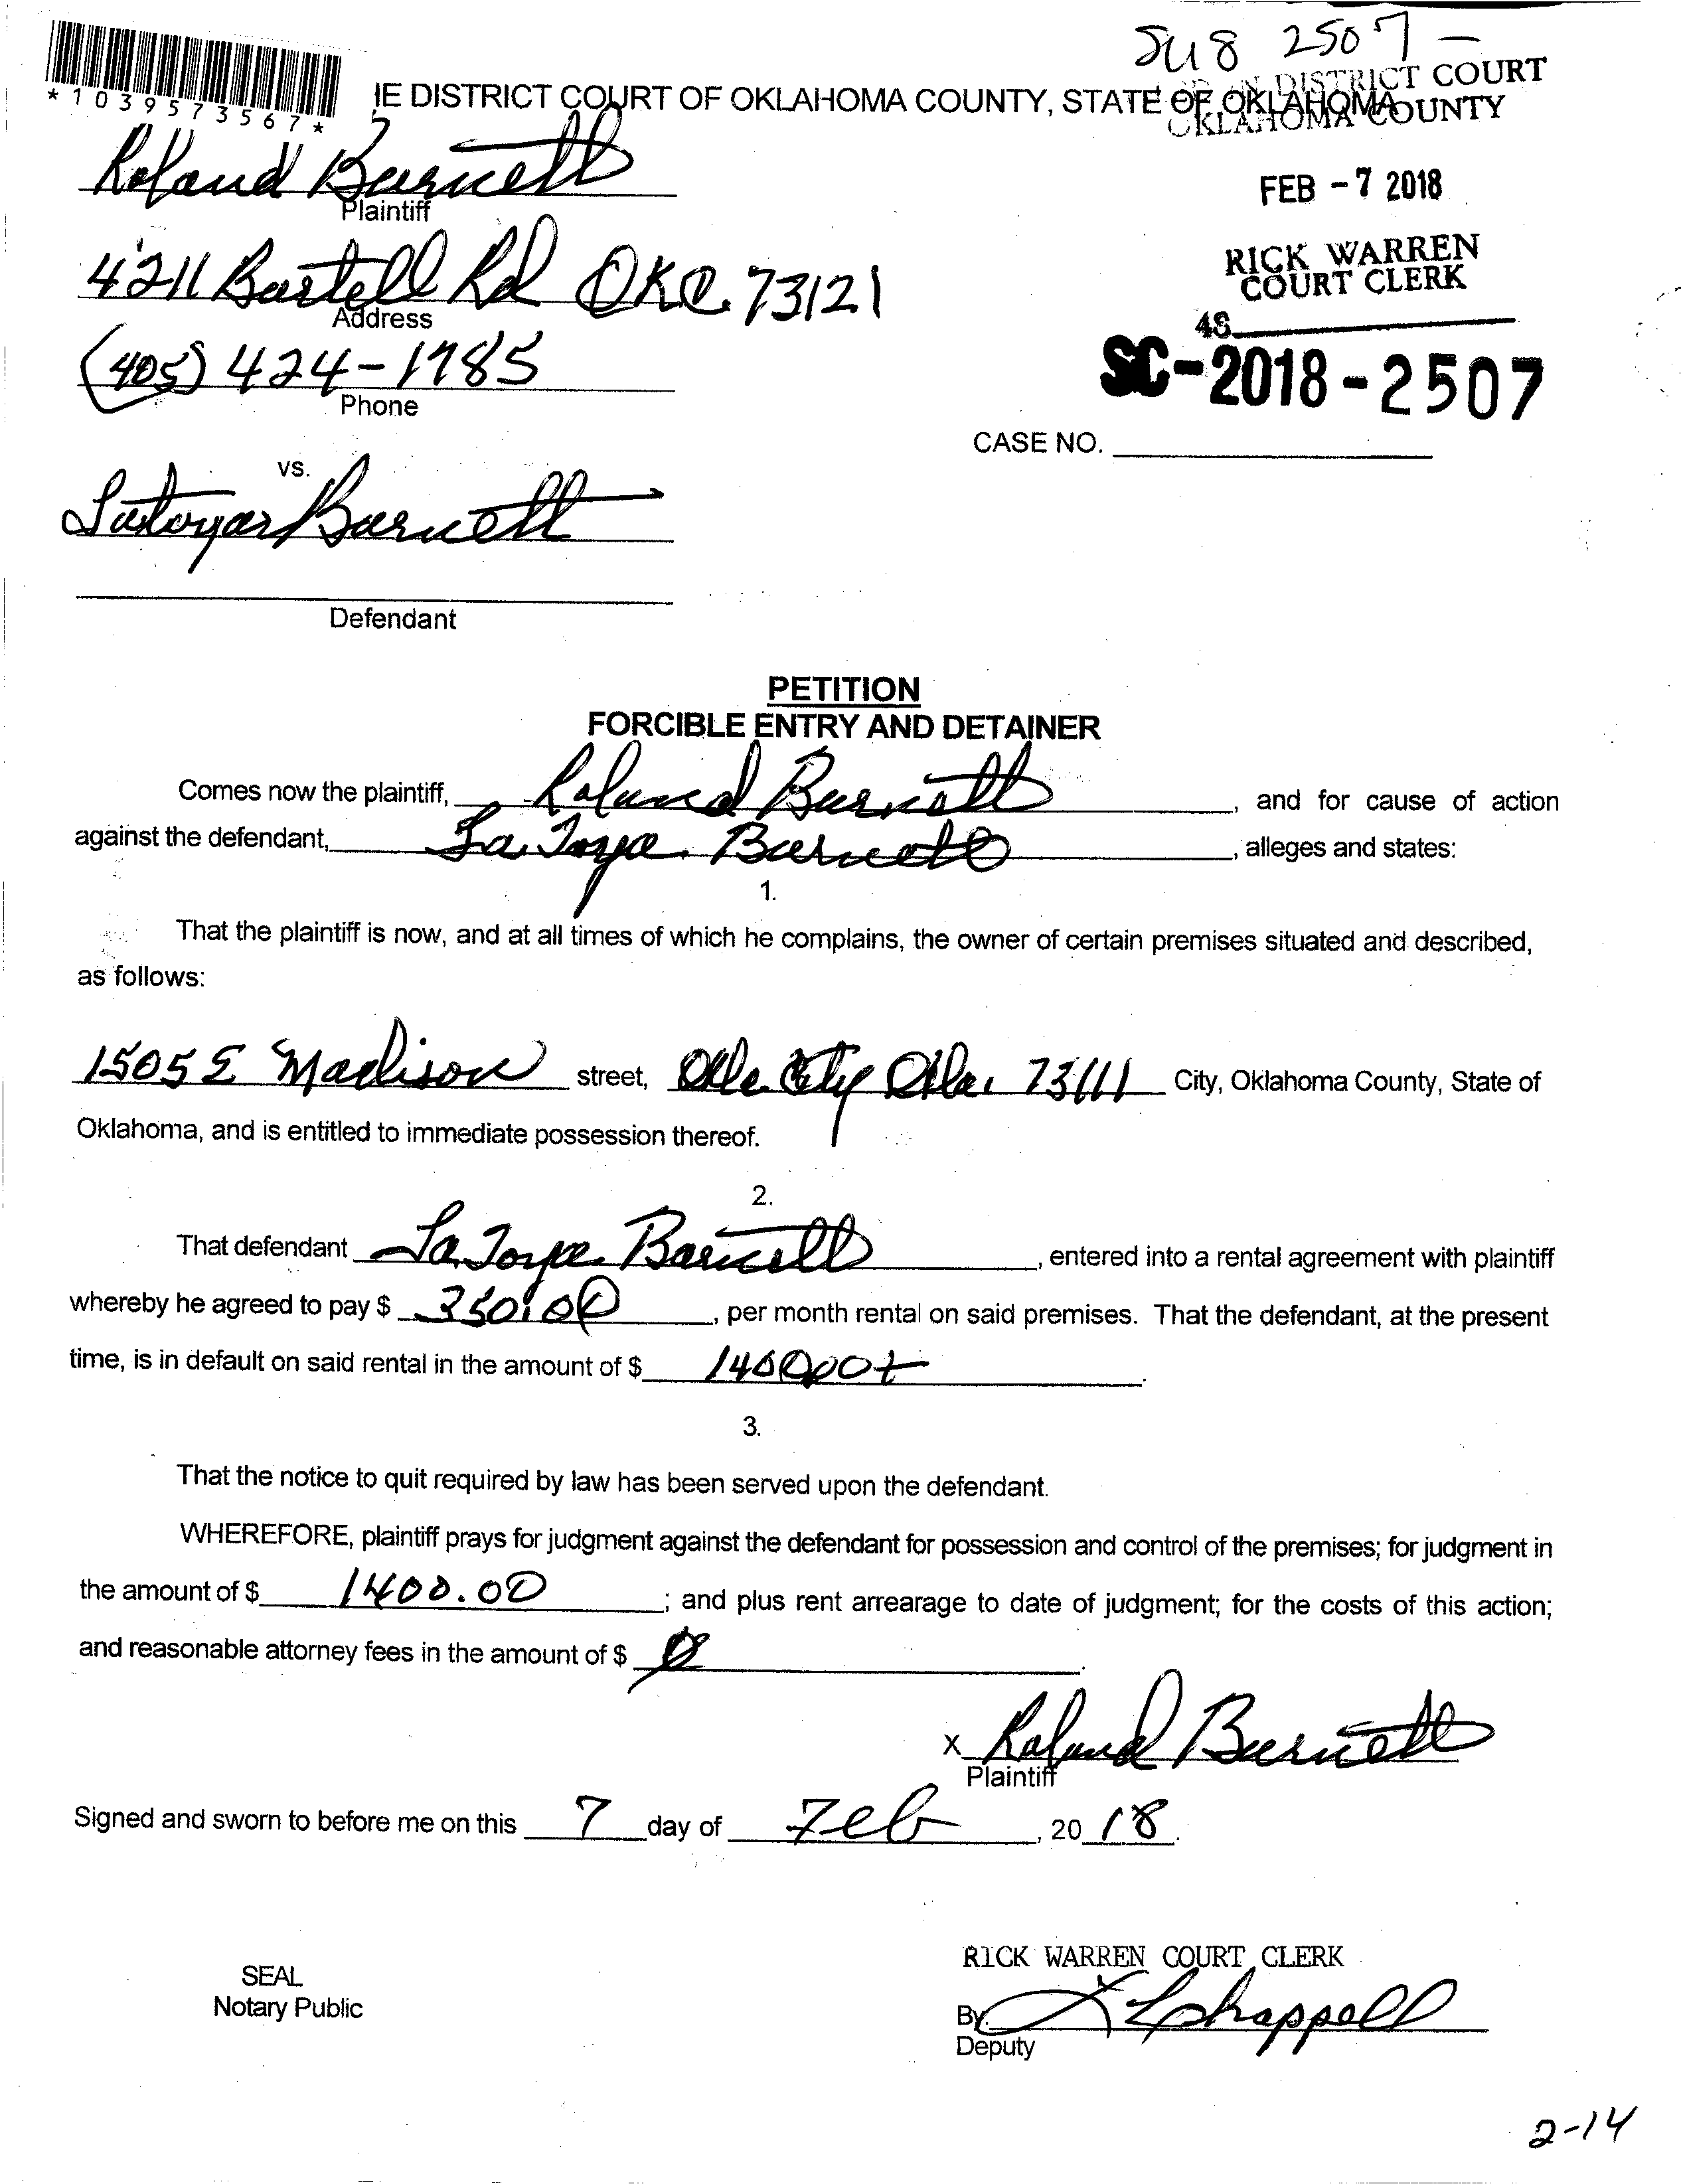 SC 18 2507 -
*1039573567*
IE DISTRICT COURT OF OKLAHOMA COUNTY, STATE OF OKLAHOMA
DISTRICT COURT
OKLAHOMA COUNTY
Roland Barnett
Plaintiff
FEB -7 2018
4211 Bartell Rd OKC. 73121
Address
RICK WARREN
COURT CLERK
48
(405) 424-1985
Phone
SC-2018-2507
CASE NO.
vs.
Latoya Barnett
Defendant
PETITION
FORCIBLE ENTRY AND DETAINER
Comes now the plaintiff, Roland Barnett, and for cause of action
against the defendant, La Toya Barnett, alleges and states:
1.
That the plaintiff is now, and at all times of which he complains, the owner of certain premises situated and described,
as follows:
1505 E Madison street, Okla City Okla. 73111 City, Oklahoma County, State of
Oklahoma, and is entitled to immediate possession thereof.
2.
That defendant La Toya Barnett, entered into a rental agreement with plaintiff
whereby he agreed to pay $ 350.00, per month rental on said premises. That the defendant, at the present
time, is in default on said rental in the amount of $ 1400.00+.
3.
That the notice to quit required by law has been served upon the defendant.
WHEREFORE, plaintiff prays for judgment against the defendant for possession and control of the premises; for judgment in
the amount of $ 1400.00; and plus rent arrearage to date of judgment; for the costs of this action;
and reasonable attorney fees in the amount of $ 0.
X Roland Barnett
Plaintiff
Signed and sworn to before me on this 7 day of Feb, 20 18.
SEAL
Notary Public
RICK WARREN COURT CLERK
By: Chappell
Deputy
2-14